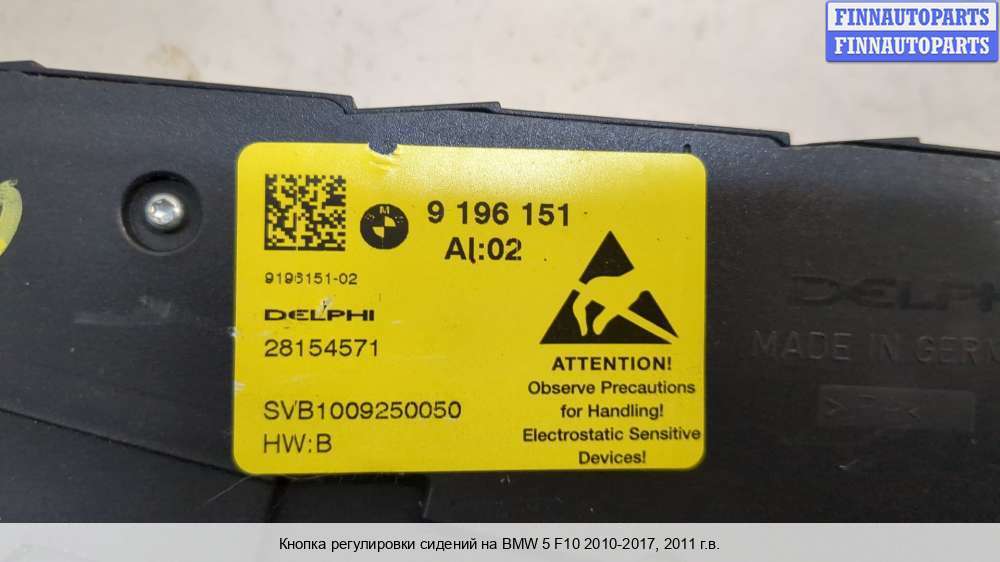 FINNAUTOPARTS
FINNAUTOPARTS
9 196 151
AI:02
9196151-02
DELPHI
28154571
SVB1009250050
HW:B
ATTENTION!
Observe Precautions
for Handling!
Electrostatic Sensitive
Devices!
DELPHI
MADE IN GERM
Кнопка регулировки сидений на BMW 5 F10 2010-2017, 2011 г.в.